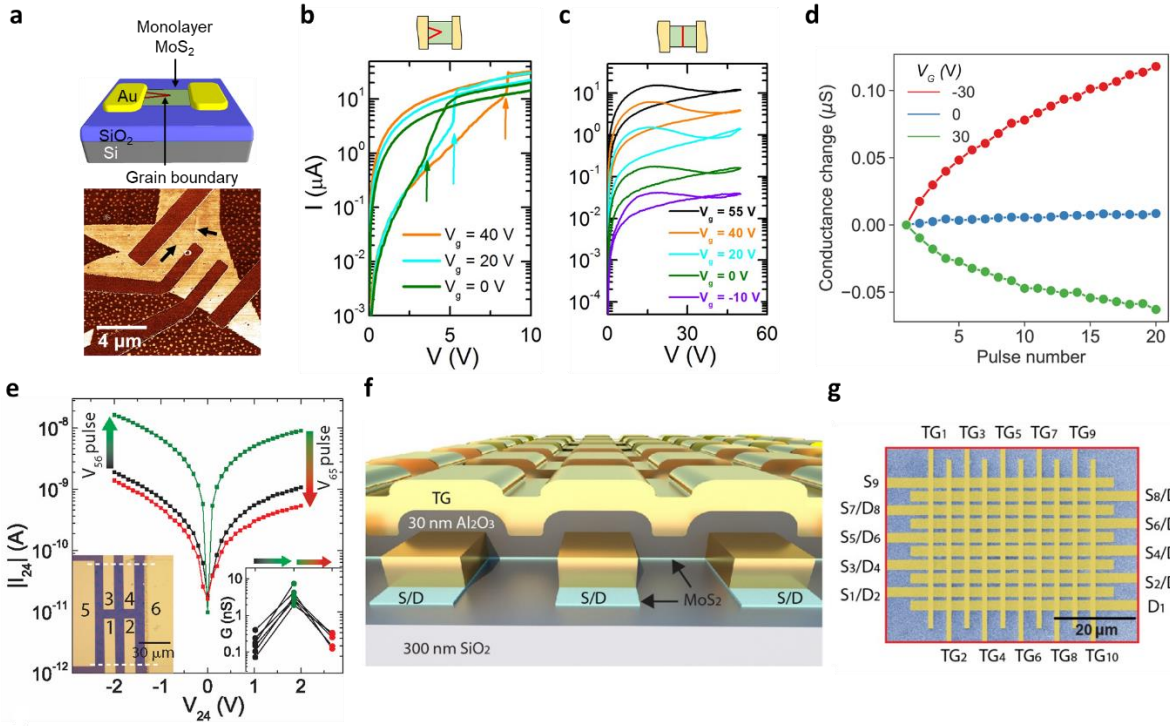 a
Monolayer
MoS2
Au
SiO2
Si
Grain boundary
4 µm
b
I (µA)
10^1
10^0
10^-1
10^-2
10^-3
Vg = 40 V
Vg = 20 V
Vg = 0 V
0 5 10
V (V)
c
10^2
10^1
10^0
10^-1
10^-2
10^-3
10^-4
Vg = 55 V
Vg = 40 V
Vg = 20 V
Vg = 0 V
Vg = -10 V
0 30 60
V (V)
d
Conductance change (µS)
0.10
0.05
0.00
−0.05
VG (V)
-30
0
30
5 10 15 20
Pulse number
e
|I24| (A)
10^-8
10^-9
10^-10
10^-11
10^-12
V56 pulse
V65 pulse
5 3 4 6
1 2
30 µm
G (nS)
10
1
0.1
-2 -1 0 1 2
V24 (V)
f
TG
30 nm Al2O3
S/D S/D S/D
MoS2
300 nm SiO2
g
TG1 TG3 TG5 TG7 TG9
S9
S7/D8
S5/D6
S3/D4
S1/D2
S8/D
S6/D
S4/D
S2/D
D1
20 µm
TG2 TG4 TG6 TG8 TG10